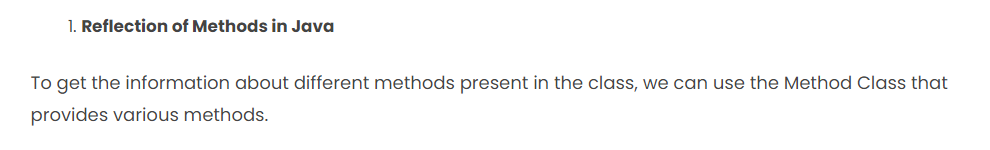 1. Reflection of Methods in Java
To get the information about different methods present in the class, we can use the Method Class that
provides various methods.